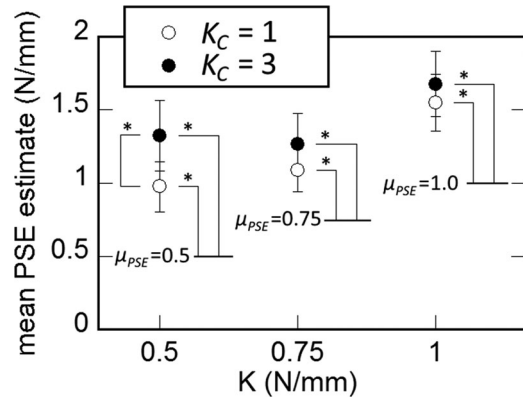 K_C = 1
K_C = 3
mean PSE estimate (N/mm)
2
1.5
1
0.5
0
* * *
* *
* *
μ_PSE=0.5
μ_PSE=0.75
μ_PSE=1.0
0.5 0.75 1
K (N/mm)